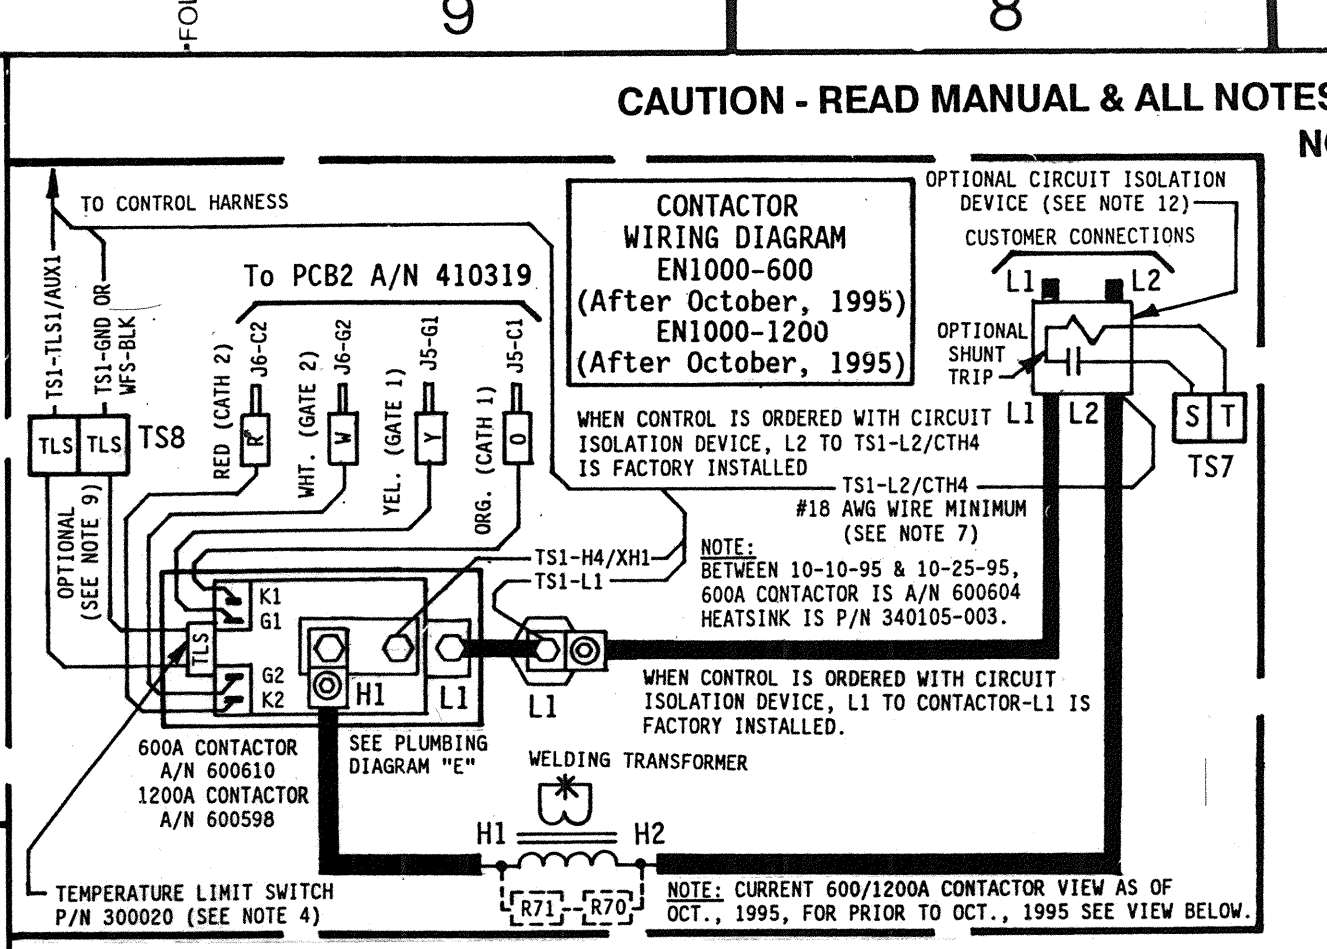 9
8
CAUTION - READ MANUAL & ALL NOTES
TO CONTROL HARNESS
CONTACTOR
WIRING DIAGRAM
EN1000-600
(After October, 1995)
EN1000-1200
(After October, 1995)
OPTIONAL CIRCUIT ISOLATION
DEVICE (SEE NOTE 12)
CUSTOMER CONNECTIONS
L1
L2
OPTIONAL
SHUNT
TRIP
L1
L2
S
T
TS7
To PCB2 A/N 410319
TS1-TLS1/AUX1
TS1-GND OR
WFS-BLK
TLS
TLS
TS8
RED (CATH 2)
J6-C2
R
WHT. (GATE 2)
J6-G2
W
YEL. (GATE 1)
J5-G1
Y
ORG. (CATH 1)
J5-C1
O
WHEN CONTROL IS ORDERED WITH CIRCUIT
ISOLATION DEVICE, L2 TO TS1-L2/CTH4
IS FACTORY INSTALLED
TS1-L2/CTH4
#18 AWG WIRE MINIMUM
(SEE NOTE 7)
OPTIONAL
(SEE NOTE 9)
TS1-H4/XH1
TS1-L1
NOTE:
BETWEEN 10-10-95 & 10-25-95,
600A CONTACTOR IS A/N 600604
HEATSINK IS P/N 340105-003.
K1
G1
TLS
G2
K2
H1
L1
L1
WHEN CONTROL IS ORDERED WITH CIRCUIT
ISOLATION DEVICE, L1 TO CONTACTOR-L1 IS
FACTORY INSTALLED.
600A CONTACTOR
A/N 600610
1200A CONTACTOR
A/N 600598
SEE PLUMBING
DIAGRAM "E"
WELDING TRANSFORMER
H1
H2
R71
R70
TEMPERATURE LIMIT SWITCH
P/N 300020 (SEE NOTE 4)
NOTE: CURRENT 600/1200A CONTACTOR VIEW AS OF
OCT., 1995, FOR PRIOR TO OCT., 1995 SEE VIEW BELOW.